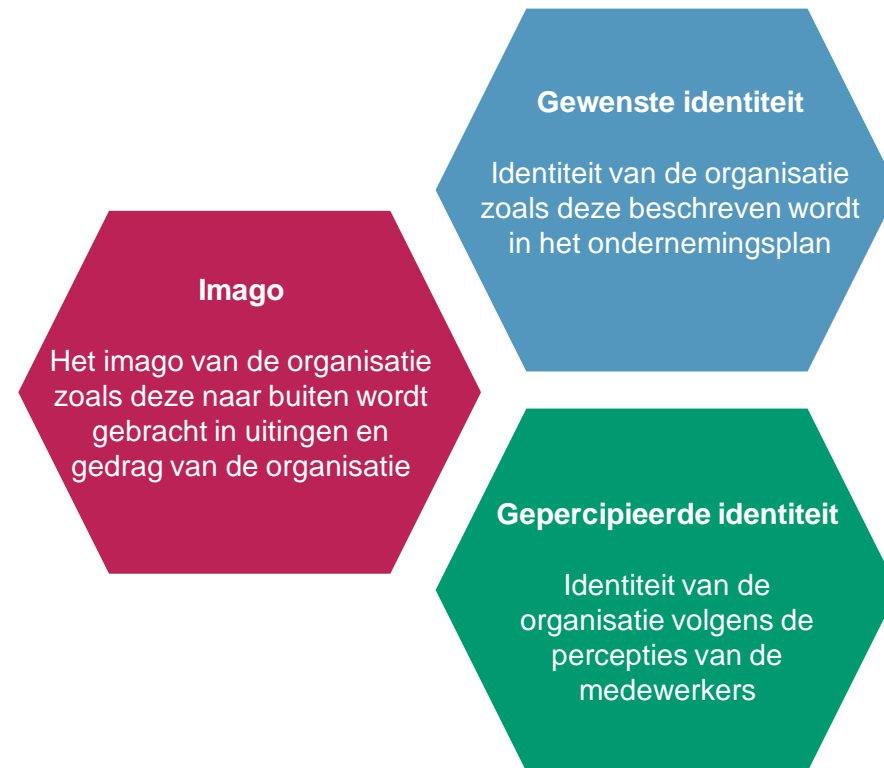 Gewenste identiteit
Identiteit van de organisatie
zoals deze beschreven wordt
in het ondernemingsplan
Imago
Het imago van de organisatie
zoals deze naar buiten wordt
gebracht in uitingen en
gedrag van de organisatie
Gepercipieerde identiteit
Identiteit van de
organisatie volgens de
percepties van de
medewerkers